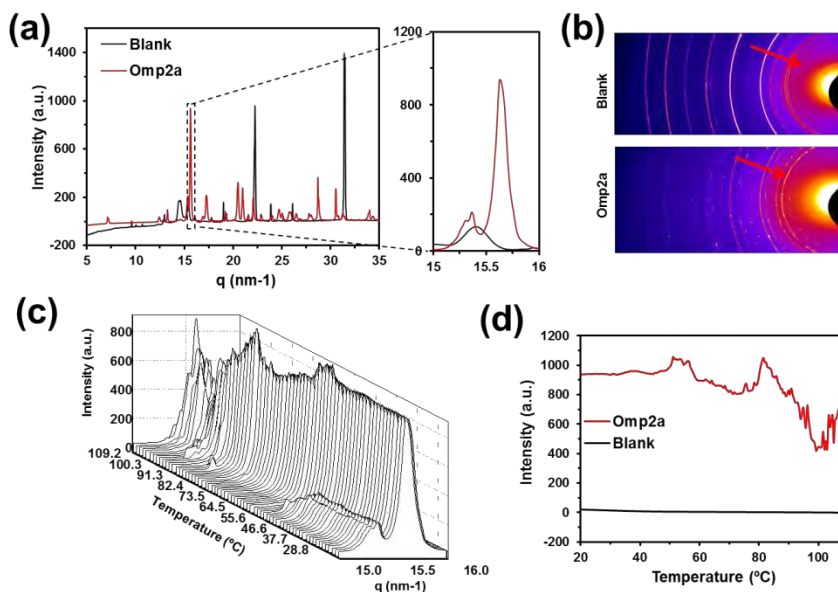 (a)
Blank
Omp2a
Intensity (a.u.)
1400
1000
600
200
-200
5 10 15 20 25 30 35
q (nm-1)
1200
800
400
0
15 15.5 16
(b)
Blank
Omp2a
(c)
Intensity (a.u.)
800
600
400
200
0
109.2
100.3
91.3
82.4
73.5
64.5
55.6
46.6
37.7
28.8
Temperature (ºC)
15.0 15.5 16.0
q (nm-1)
(d)
Intensity (a.u.)
1200
1000
800
600
400
200
0
-200
Omp2a
Blank
20 40 60 80 100
Temperature (ºC)